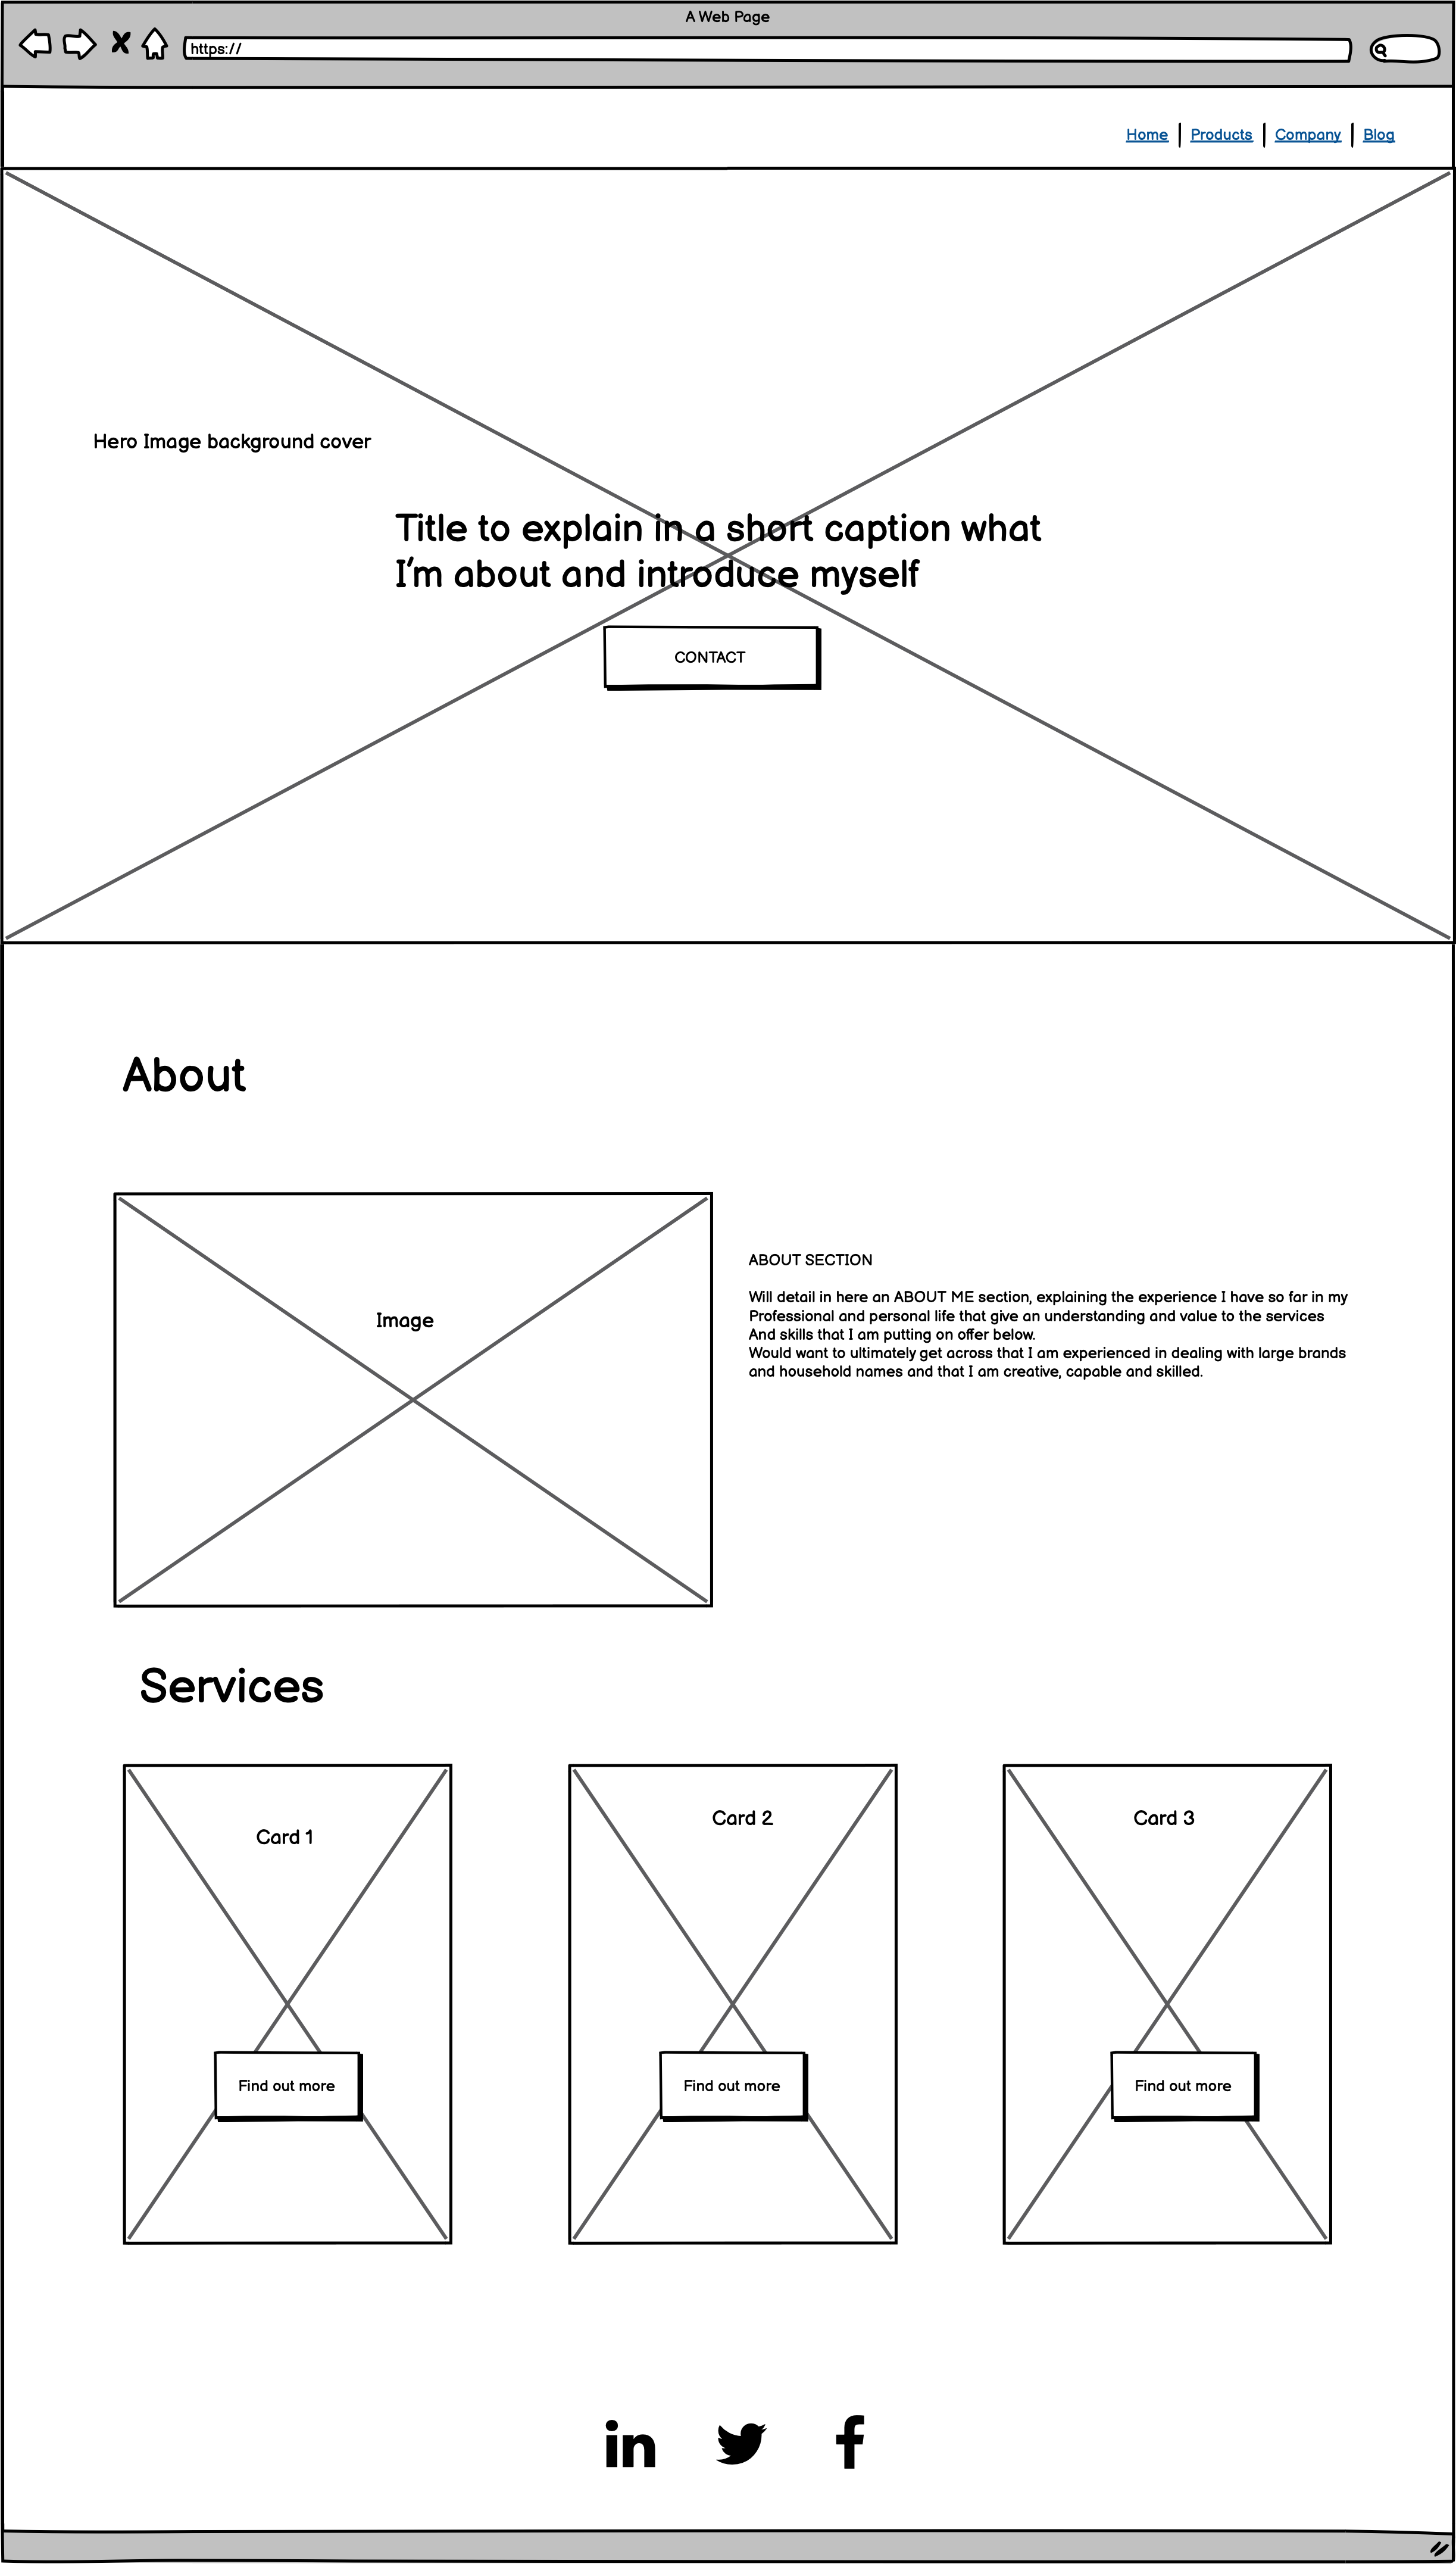 A Web Page
https://
Home | Products | Company | Blog
Hero Image background cover
Title to explain in a short caption what
I'm about and introduce myself
CONTACT
About
Image
ABOUT SECTION
Will detail in here an ABOUT ME section, explaining the experience I have so far in my
Professional and personal life that give an understanding and value to the services
And skills that I am putting on offer below.
Would want to ultimately get across that I am experienced in dealing with large brands
and household names and that I am creative, capable and skilled.
Services
Card 1
Card 2
Card 3
Find out more
Find out more
Find out more
in
f